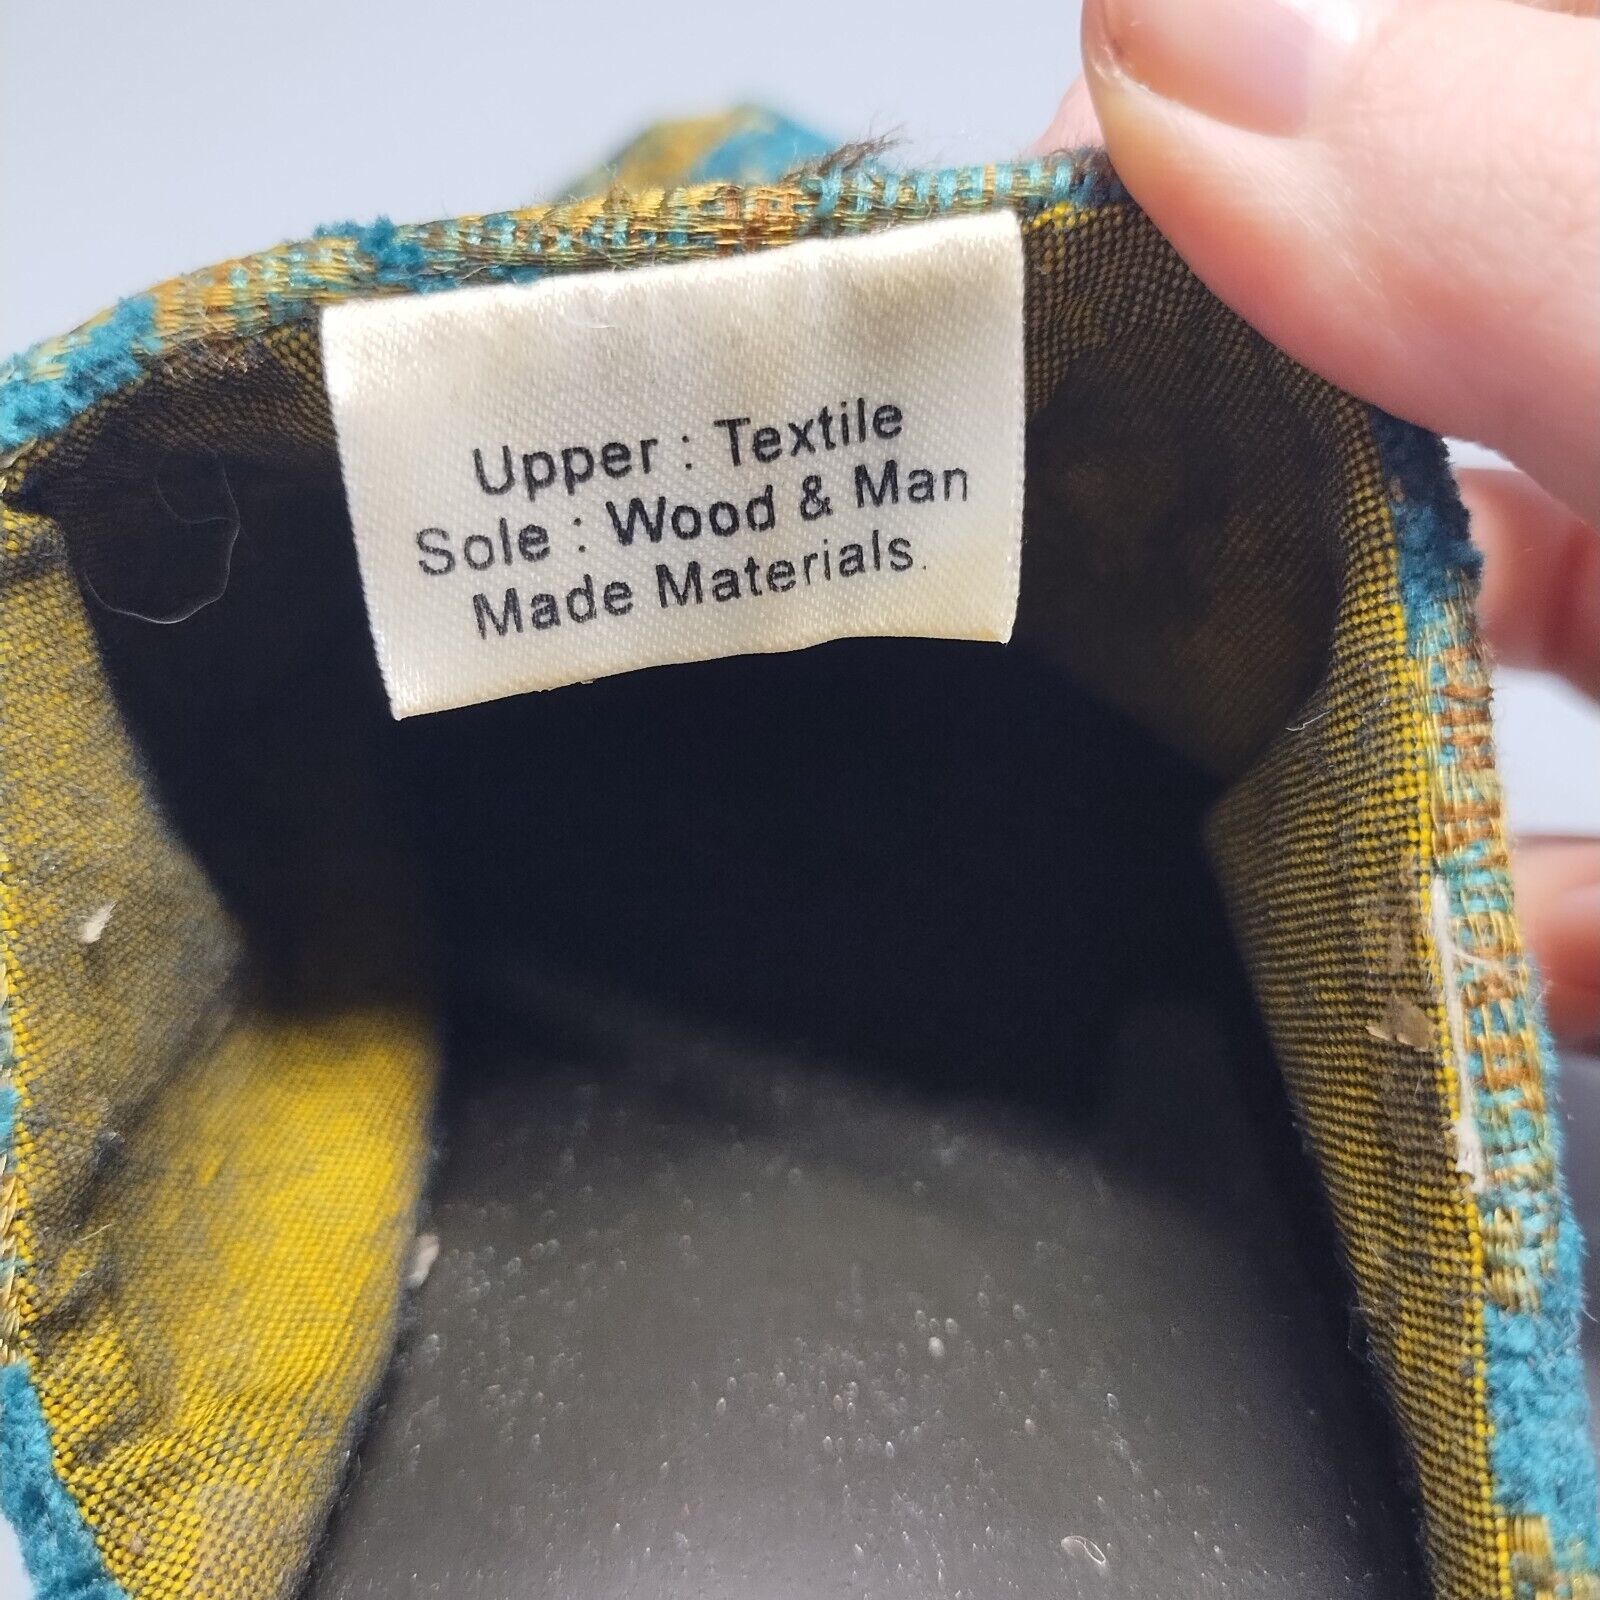 Upper : Textile
Sole : Wood & Man
Made Materials.